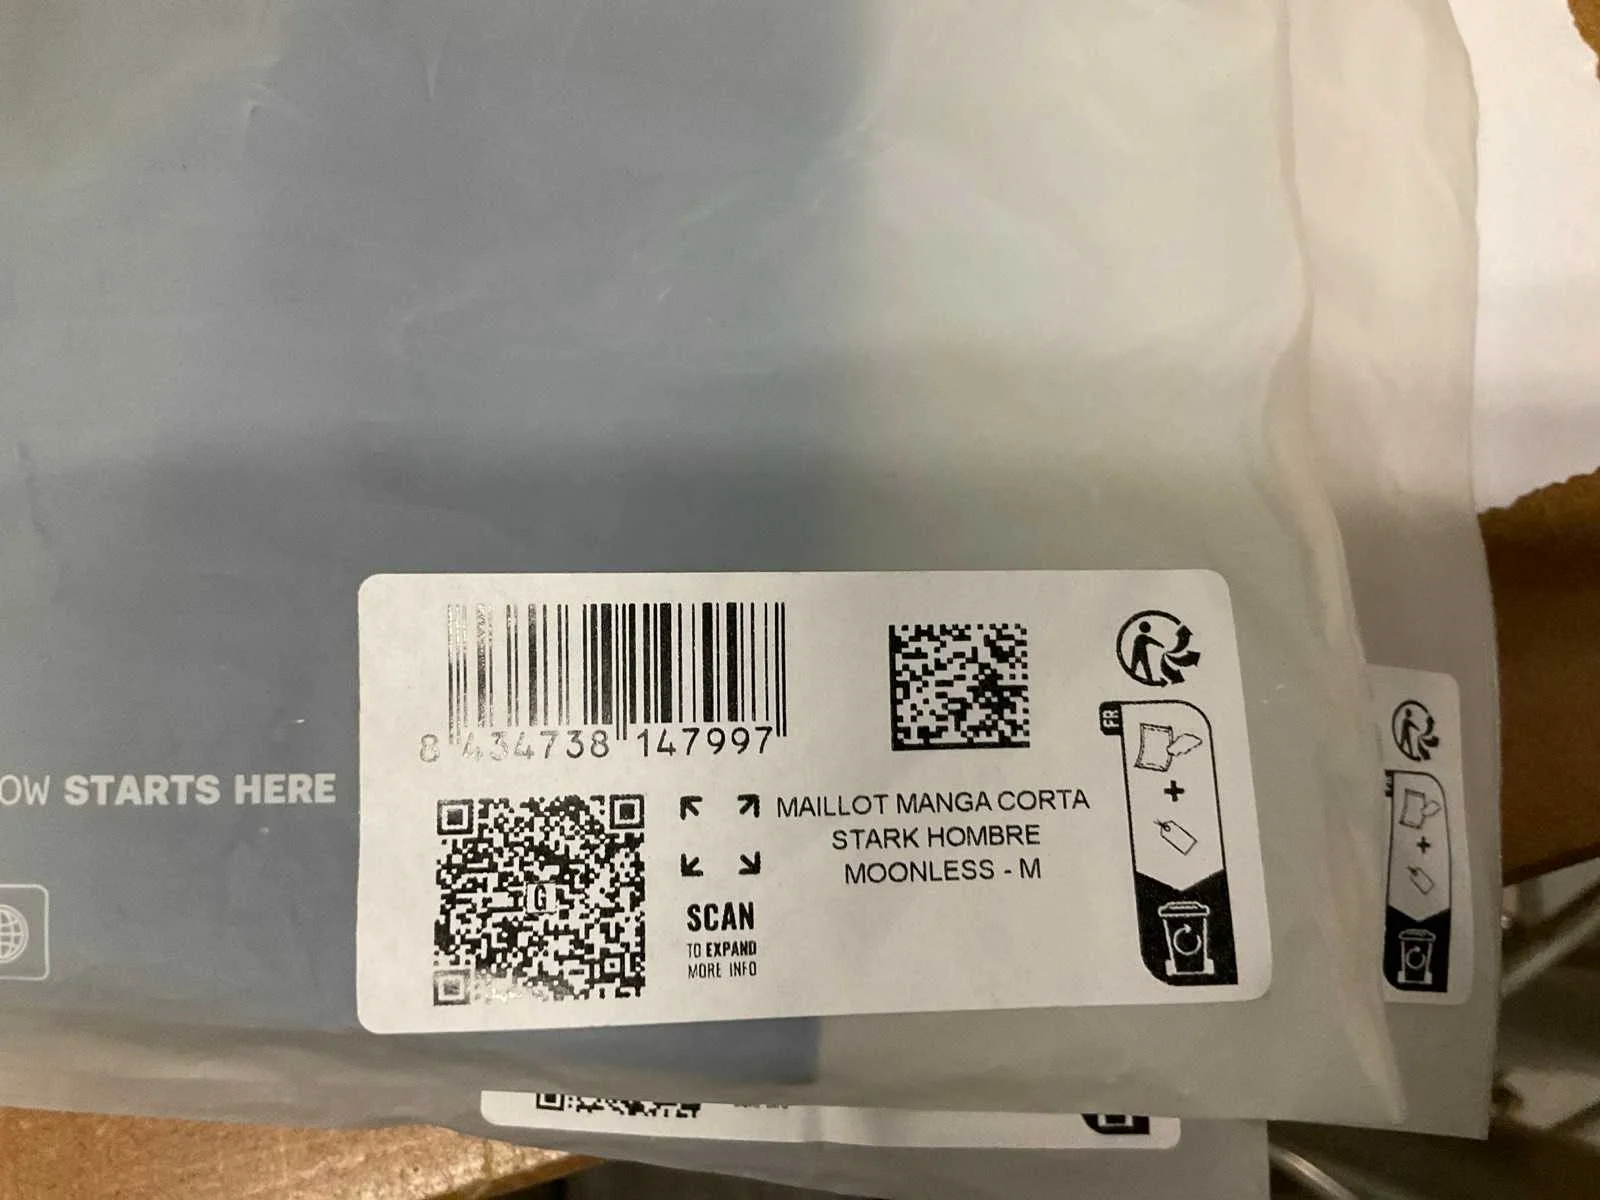 8 434738 147997
MAILLOT MANGA CORTA
STARK HOMBRE
MOONLESS - M
SCAN
TO EXPAND
MORE INFO
G
FR
OW STARTS HERE